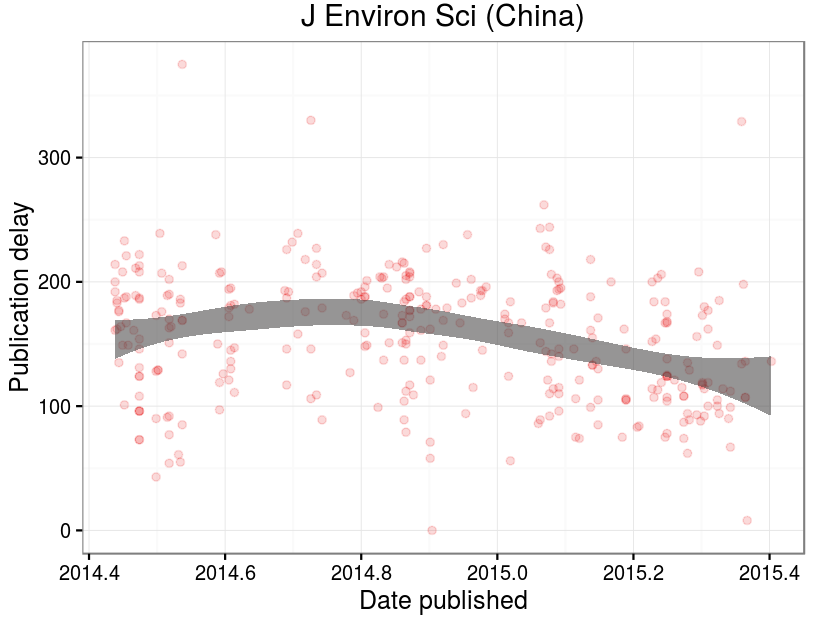 J Environ Sci (China)
Publication delay
300
200
100
0
2014.4 2014.6 2014.8 2015.0 2015.2 2015.4
Date published